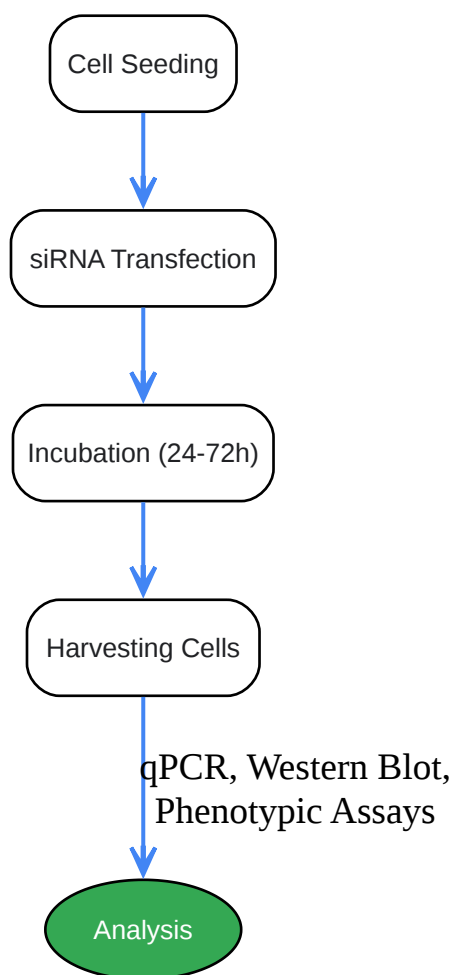 Cell Seeding
siRNA Transfection
Incubation (24-72h)
Harvesting Cells
qPCR, Western Blot,
Phenotypic Assays
Analysis